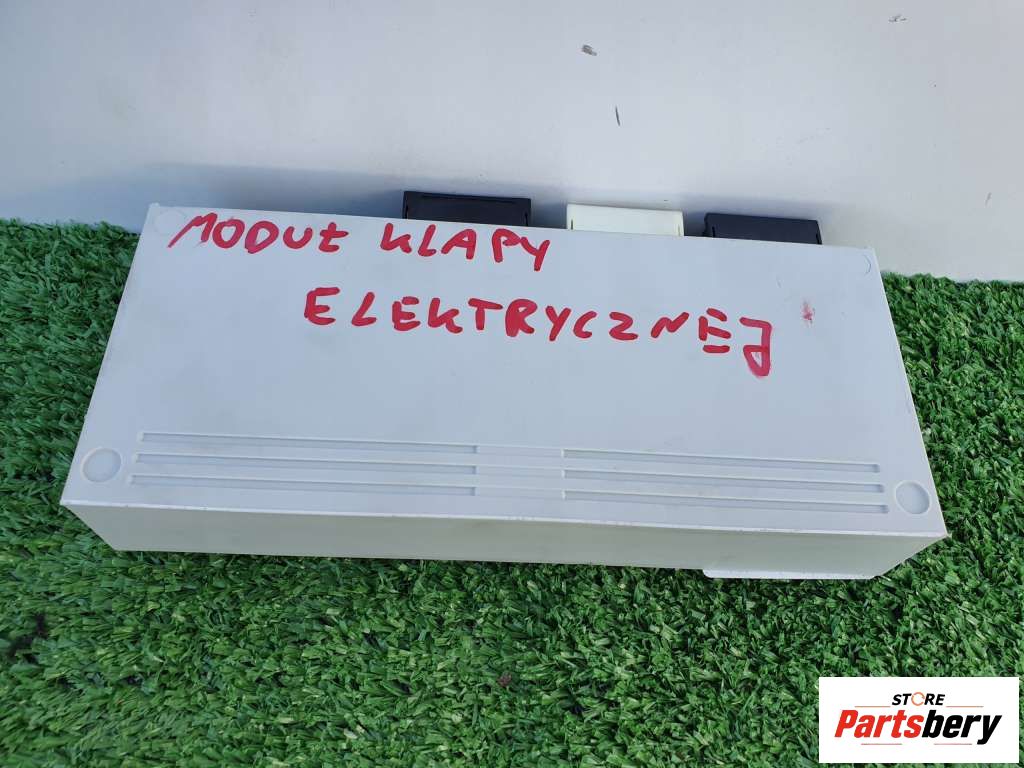 MODUŁ KLAPY
ELEKTRYCZNEJ
STORE
Partsbery